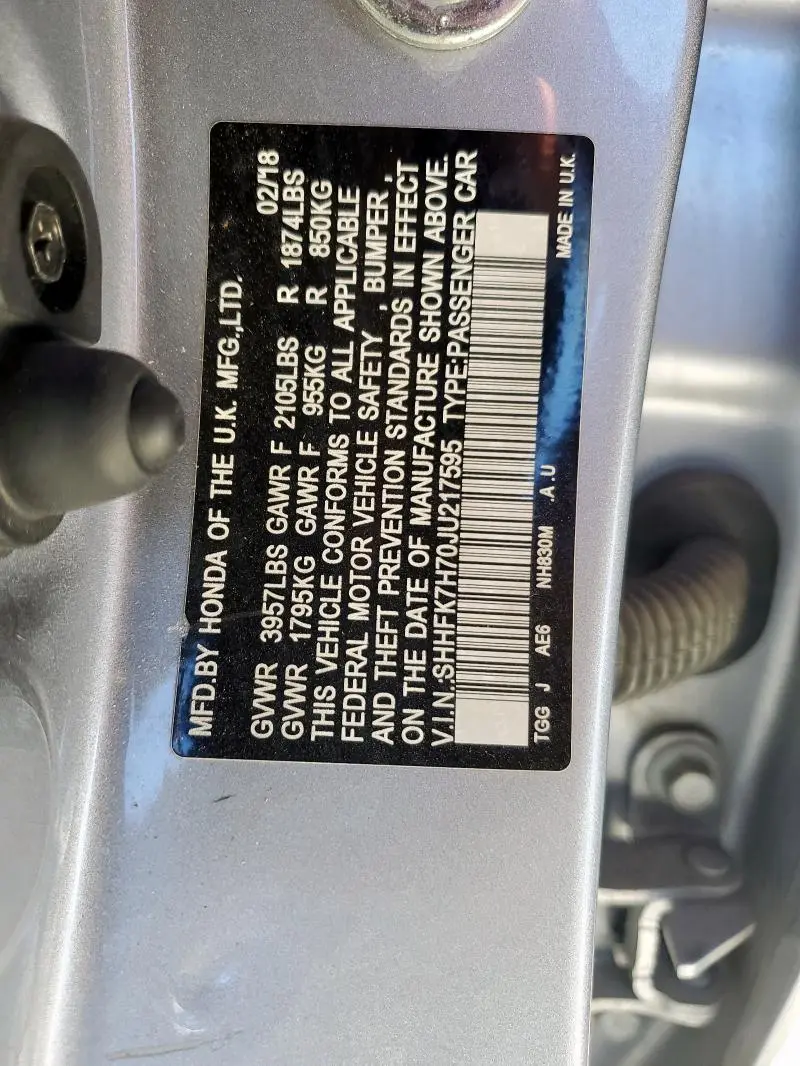 MFD.BY HONDA OF THE U.K. MFG.,LTD. 02/18
GVWR 3957LBS GAWR F 2105LBS R 1874LBS
GVWR 1795KG GAWR F 955KG R 850KG
THIS VEHICLE CONFORMS TO ALL APPLICABLE
FEDERAL MOTOR VEHICLE SAFETY , BUMPER ,
AND THEFT PREVENTION STANDARDS IN EFFECT
ON THE DATE OF MANUFACTURE SHOWN ABOVE.
V.I.N.:SHHFK7H70JU217595 TYPE:PASSENGER CAR
TGG J AE6 NH830M .A .U MADE IN U.K.